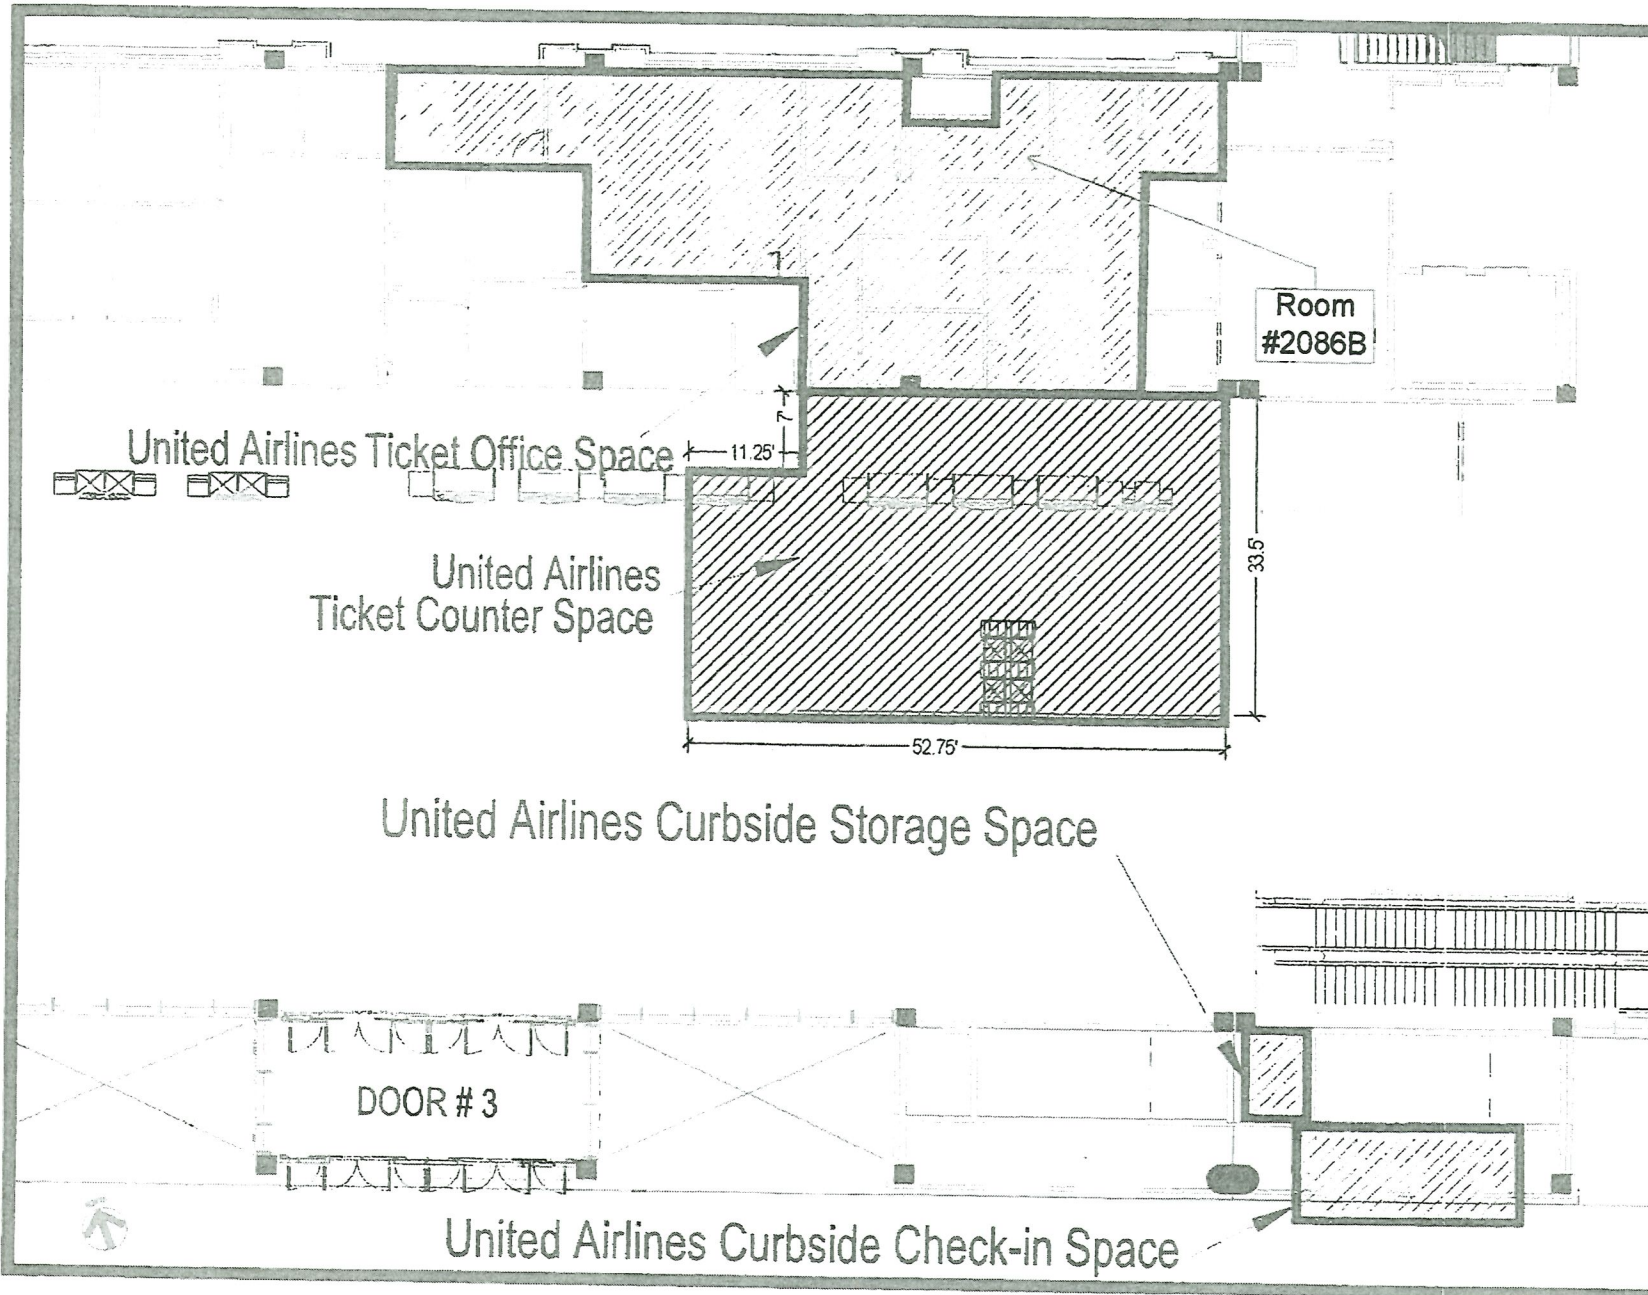 Room
#2086B
United Airlines Ticket Office Space
7'
11.25'
United Airlines
Ticket Counter Space
33.5'
52.75'
United Airlines Curbside Storage Space
DOOR # 3
United Airlines Curbside Check-in Space